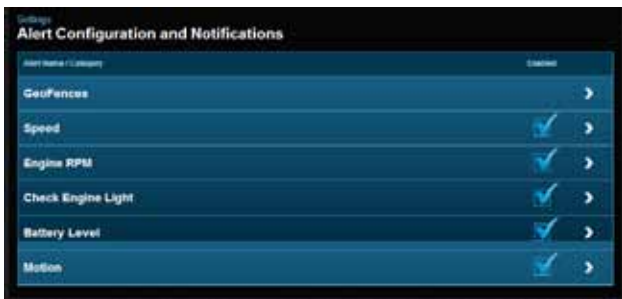 Settings
Alert Configuration and Notifications
Alert Name / Category Enabled
GeoFences
Speed
Engine RPM
Check Engine Light
Battery Level
Motion